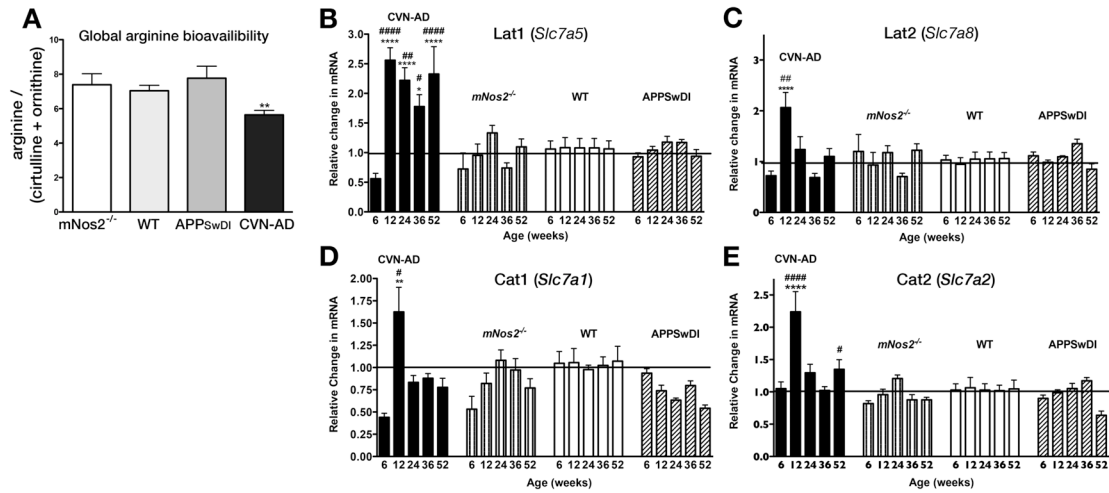 A
Global arginine bioavailibility
arginine /
(cirtulline + ornithine)
10
8
6
4
2
0
**
mNos2-/- WT APPSwDI CVN-AD
B
Lat1 (Slc7a5)
CVN-AD
#### ## # ####
**** **** * ****
mNos2-/- WT APPSwDI
Relative change in mRNA
3.0
2.5
2.0
1.5
1.0
0.5
0.0
6 12 24 36 52 6 12 24 36 52 6 12 24 36 52 6 12 24 36 52
Age (weeks)
C
Lat2 (Slc7a8)
CVN-AD
##
****
mNos2-/- WT APPSwDI
Relative change in mRNA
4
3
2
1
0
6 12 24 36 52 6 12 24 36 52 6 12 24 36 52 6 12 24 36 52
Age (weeks)
D
Cat1 (Slc7a1)
CVN-AD
#
**
mNos2-/- WT APPSwDI
Relative Change in mRNA
2.00
1.75
1.50
1.25
1.00
0.75
0.50
0.25
0.00
6 12 24 36 52 6 12 24 36 52 6 12 24 36 52 6 12 24 36 52
Age (weeks)
E
Cat2 (Slc7a2)
CVN-AD
####
****
#
mNos2-/- WT APPSwDI
Relative Change in mRNA
2.5
2.0
1.5
1.0
0.5
0.0
6 12 24 36 52 6 12 24 36 52 6 12 24 36 52 6 12 24 36 52
Age (weeks)